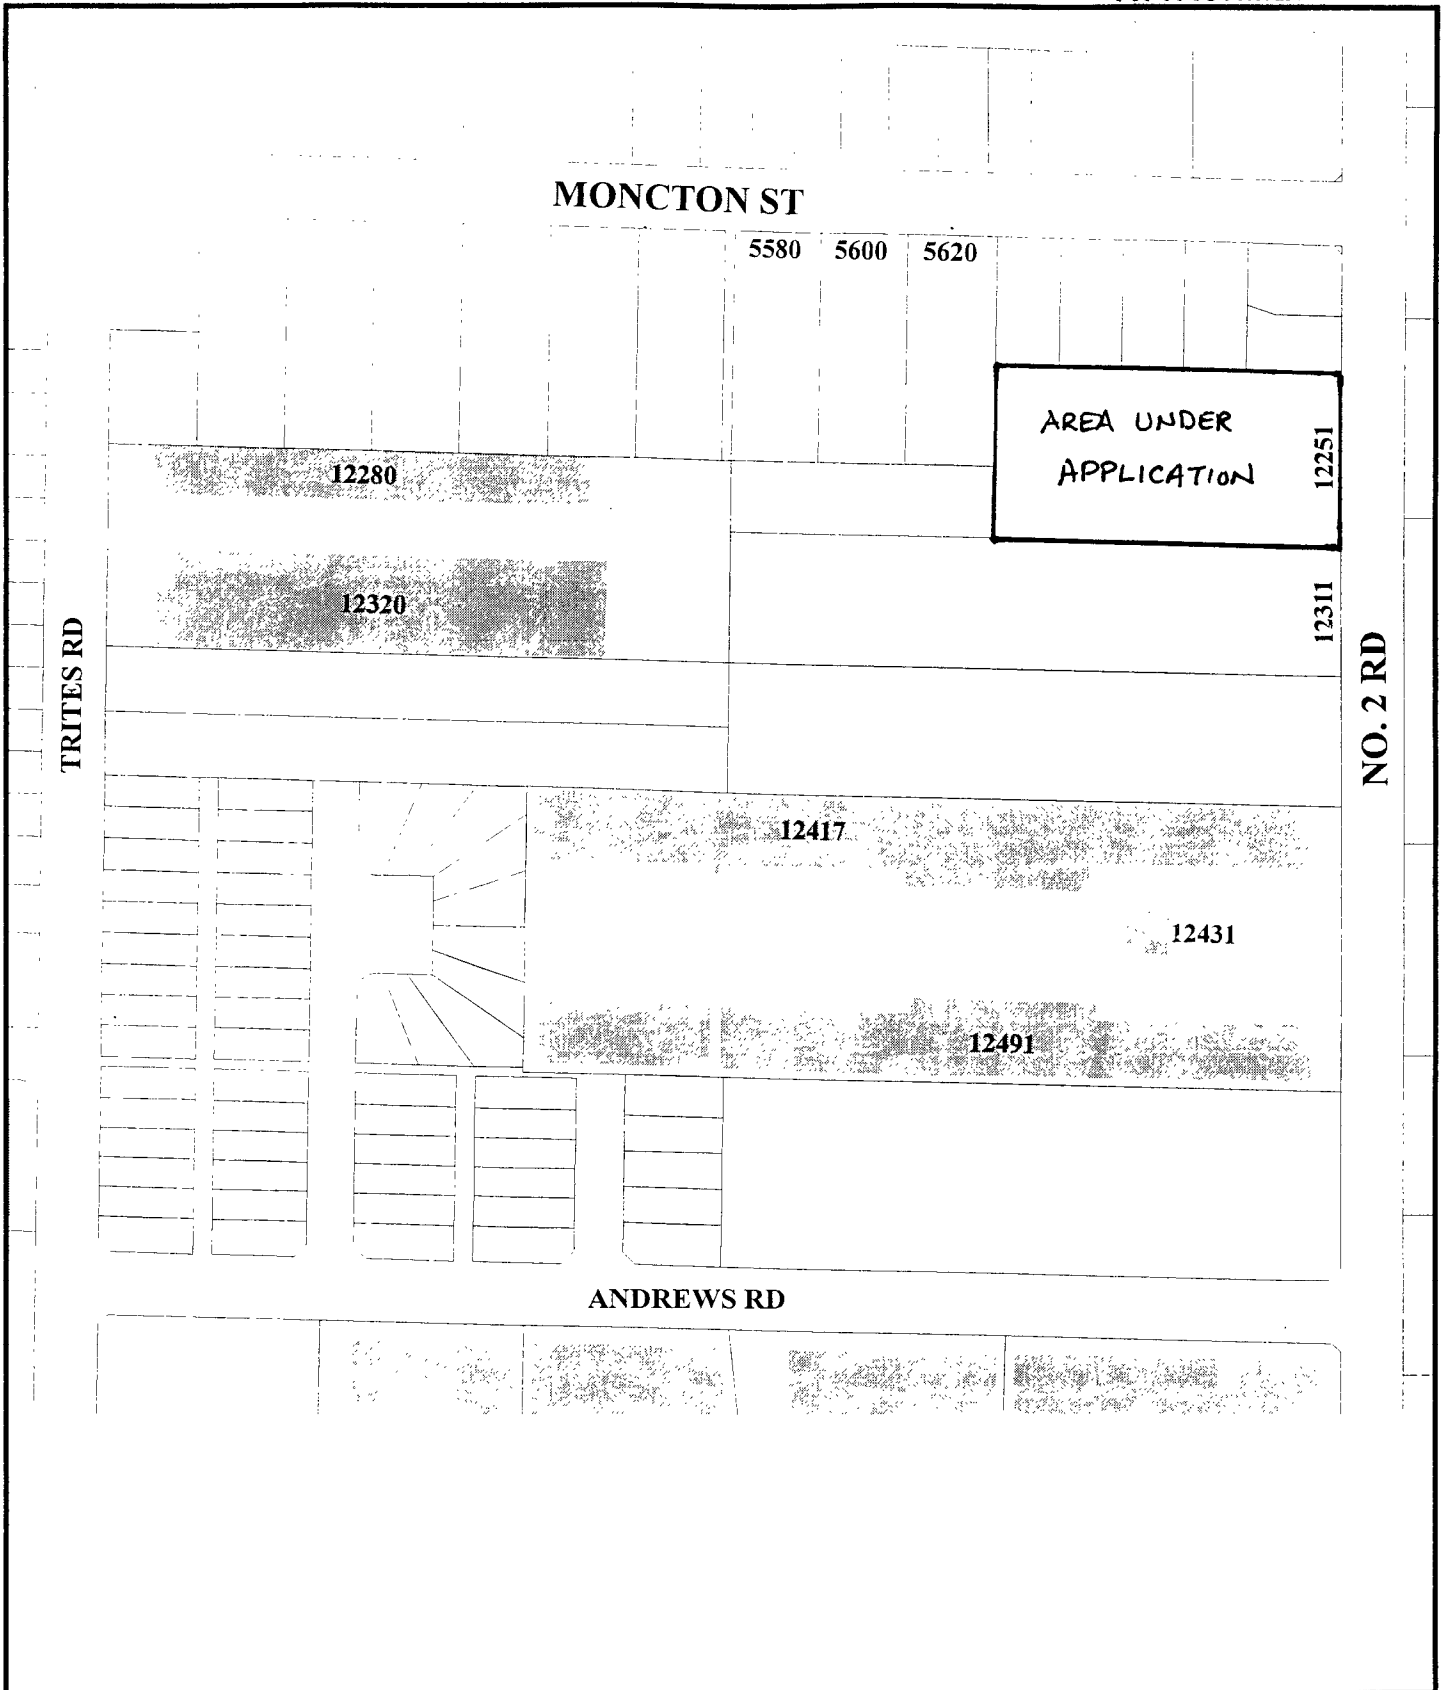 MONCTON ST
5580 5600 5620
AREA UNDER
APPLICATION
12251
12280
12320
12311
TRITES RD
NO. 2 RD
12417
12431
12491
ANDREWS RD